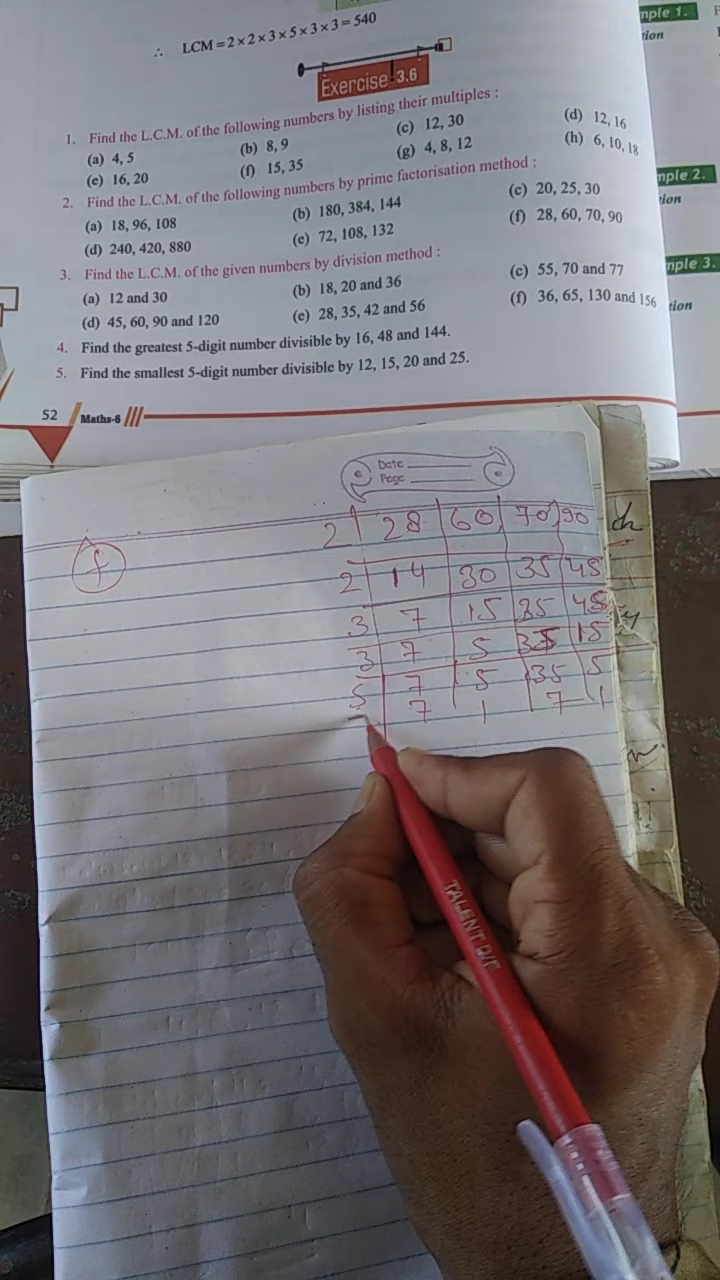 ∴ LCM = 2 × 2 × 3 × 5 × 3 × 3 = 540
Exercise 3.6
1. Find the L.C.M. of the following numbers by listing their multiples :
(a) 4, 5 (b) 8, 9 (c) 12, 30 (d) 12, 16
(e) 16, 20 (f) 15, 35 (g) 4, 8, 12 (h) 6, 10, 18
2. Find the L.C.M. of the following numbers by prime factorisation method :
(a) 18, 96, 108 (b) 180, 384, 144 (c) 20, 25, 30
(d) 240, 420, 880 (e) 72, 108, 132 (f) 28, 60, 70, 90
3. Find the L.C.M. of the given numbers by division method :
(a) 12 and 30 (b) 18, 20 and 36 (c) 55, 70 and 77
(d) 45, 60, 90 and 120 (e) 28, 35, 42 and 56 (f) 36, 65, 130 and 156
4. Find the greatest 5-digit number divisible by 16, 48 and 144.
5. Find the smallest 5-digit number divisible by 12, 15, 20 and 25.
52 Maths-6
mple 1.
tion
mple 2.
tion
mple 3.
tion
Date
Page
(f)
2 28 60, 70, 90
2 14 30 35 45
3 7 15 35 45
3 7 5 35 15
5 7 5 35 5
7 1 7 1
TALENT